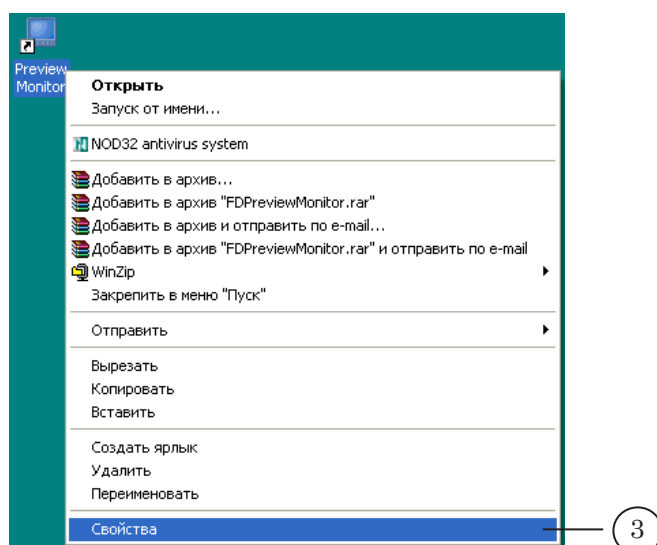 Preview
Monitor
Открыть
Запуск от имени...
NOD32 antivirus system
Добавить в архив...
Добавить в архив "FDPreviewMonitor.rar"
Добавить в архив и отправить по e-mail...
Добавить в архив "FDPreviewMonitor.rar" и отправить по e-mail
WinZip
Закрепить в меню "Пуск"
Отправить
Вырезать
Копировать
Вставить
Создать ярлык
Удалить
Переименовать
Свойства
3